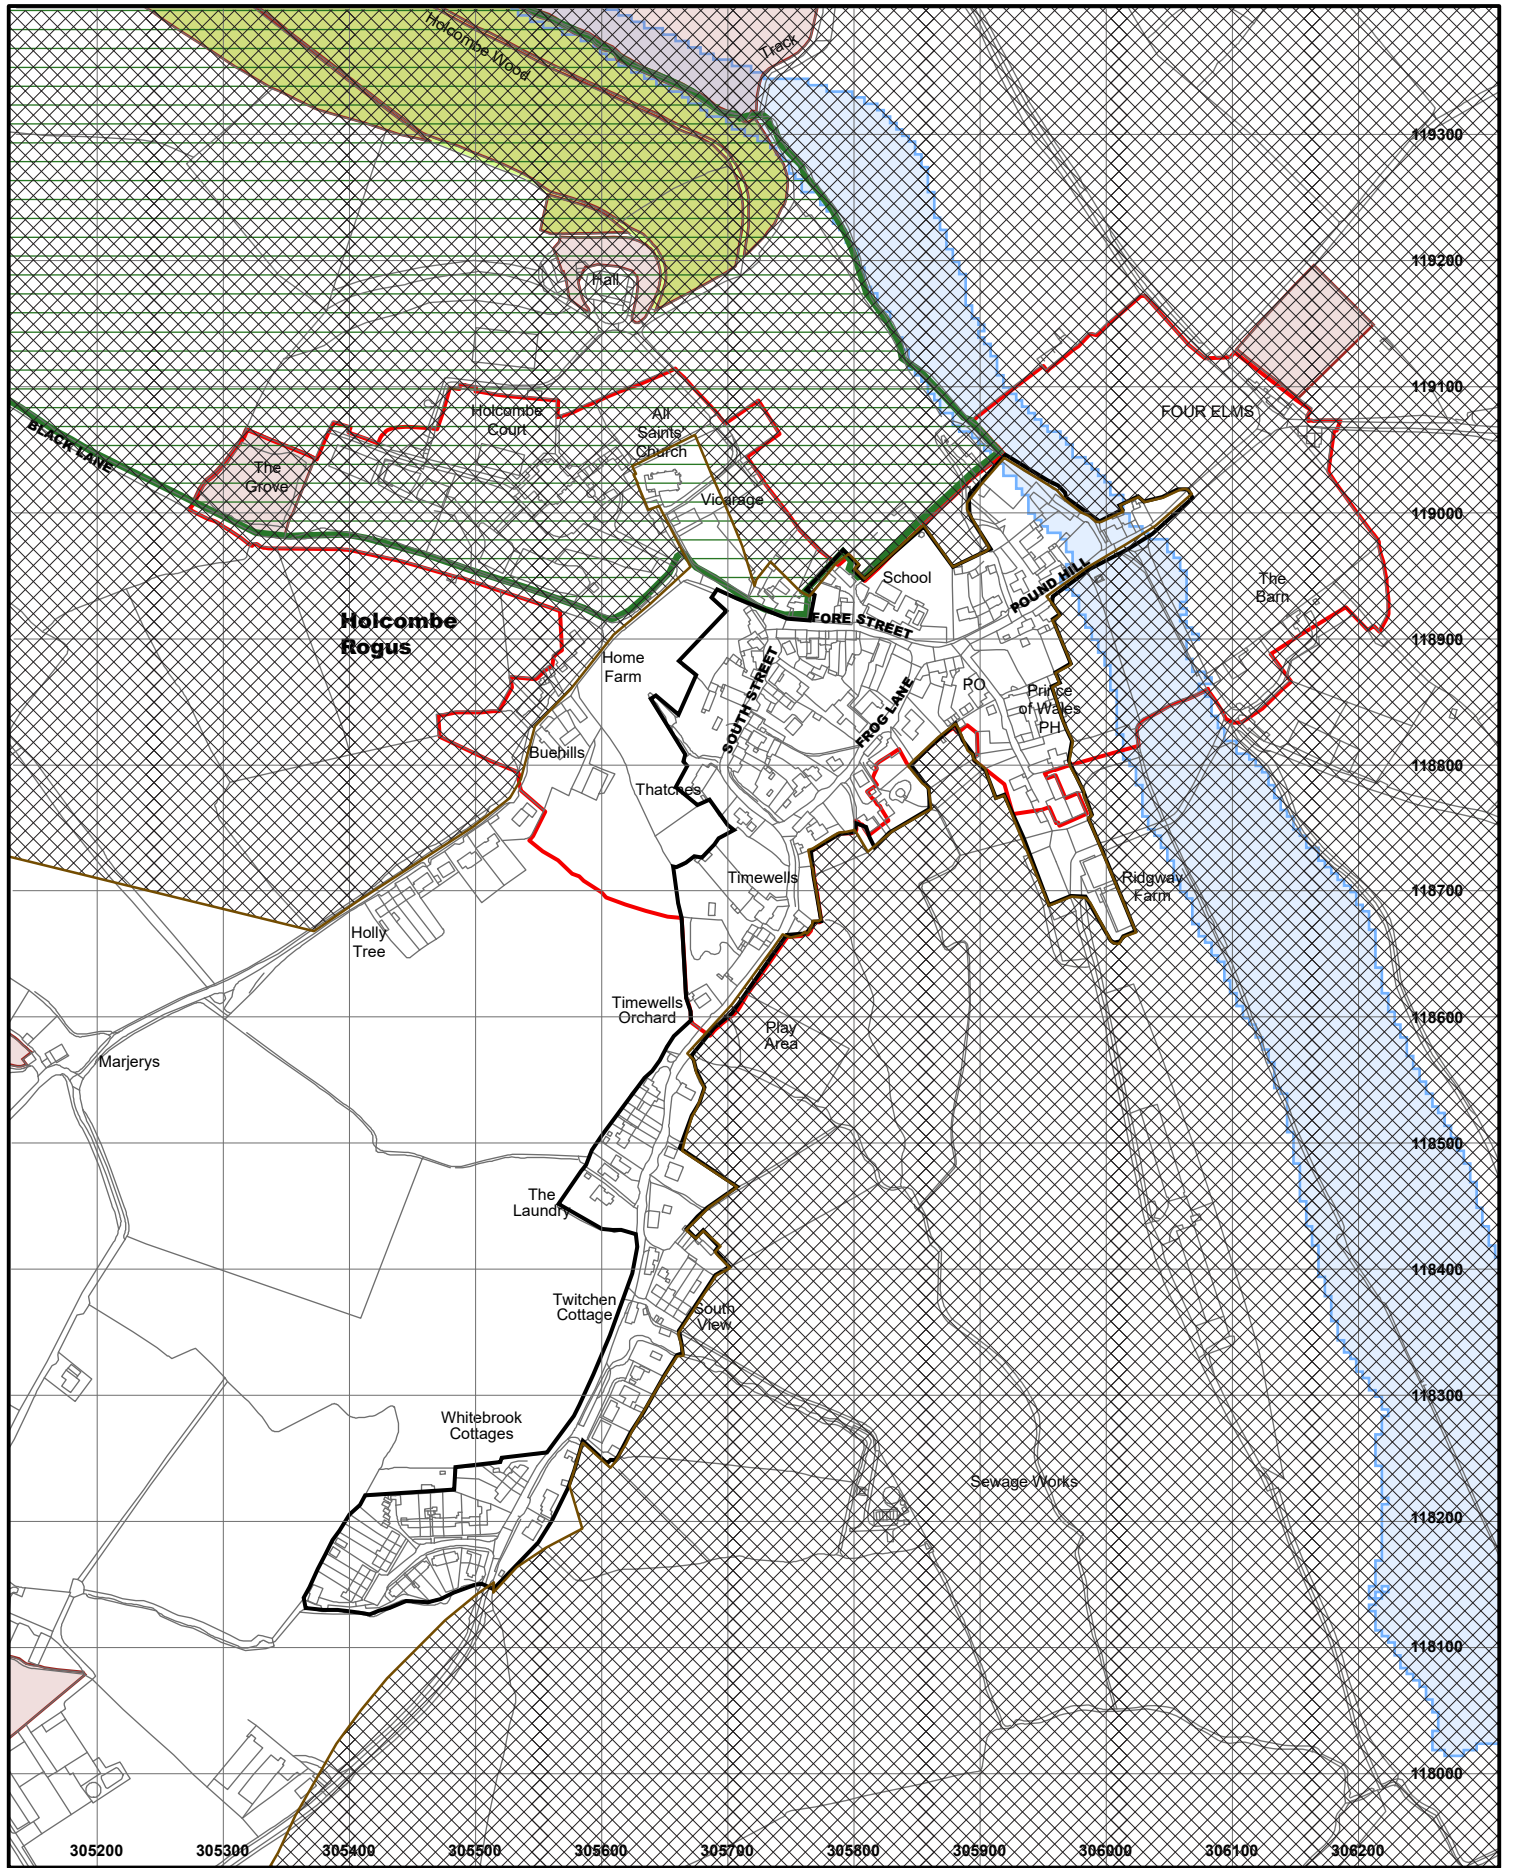 Holcombe Wood
Track
119300
Hall
119200
119100
Holcombe
Court
All
Saints'
Church
FOUR ELMS
BLACK LANE
The
Grove
Vicarage
119000
School
POUND HILL
The
Barn
Holcombe
Rogus
FORE STREET
118900
Home
Farm
SOUTH STREET
FROG LANE
PO
Prince
of Wales
PH
Buehills
118800
Thatches
Timewells
Ridgway
Farm
118700
Holly
Tree
Timewells
Orchard
118600
Play
Area
Marjerys
118500
The
Laundry
118400
Twitchen
Cottage
South
View
118300
Whitebrook
Cottages
Sewage Works
118200
118100
118000
305200
305300
305400
305500
305600
305700
305800
305900
306000
306100
306200